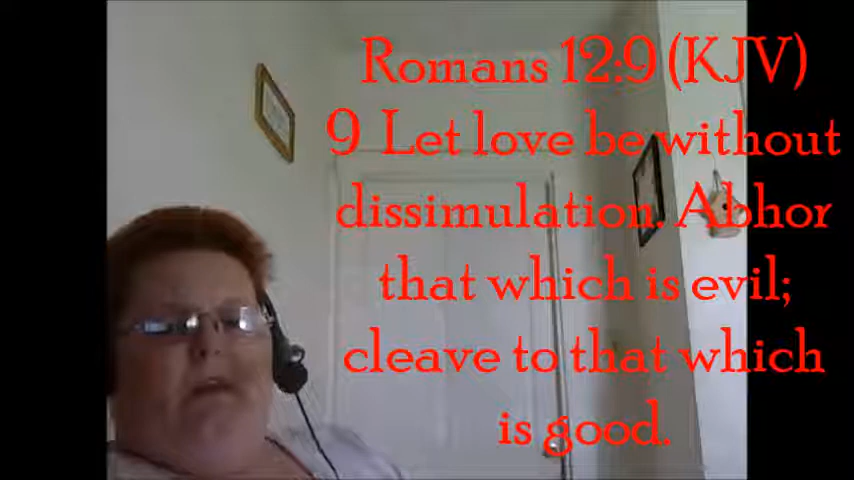 Romans 12:9 (KJV)
9 Let love be without
dissimulation. Abhor
that which is evil;
cleave to that which
is good.